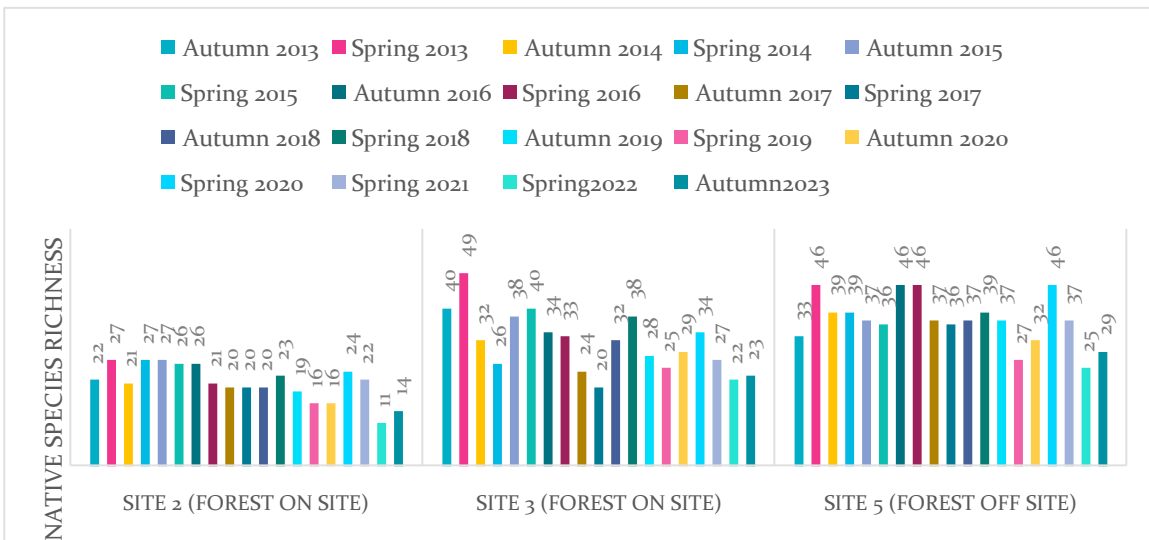 Autumn 2013 Spring 2013 Autumn 2014 Spring 2014 Autumn 2015
Spring 2015 Autumn 2016 Spring 2016 Autumn 2017 Spring 2017
Autumn 2018 Spring 2018 Autumn 2019 Spring 2019 Autumn 2020
Spring 2020 Spring 2021 Spring2022 Autumn2023
NATIVE SPECIES RICHNESS
22 27 21 27 27 26 26 21 20 20 20 23 19 16 16 24 22 11 14
40 49 32 26 38 40 34 33 24 20 32 38 28 25 29 34 27 22 23
33 46 39 39 37 36 46 46 37 36 37 39 37 27 32 46 37 25 29
SITE 2 (FOREST ON SITE) SITE 3 (FOREST ON SITE) SITE 5 (FOREST OFF SITE)